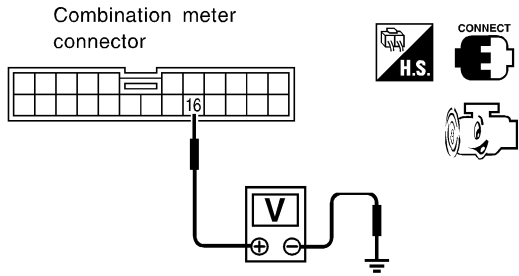 Combination meter
connector
CONNECT
H.S.
16
V
+ −